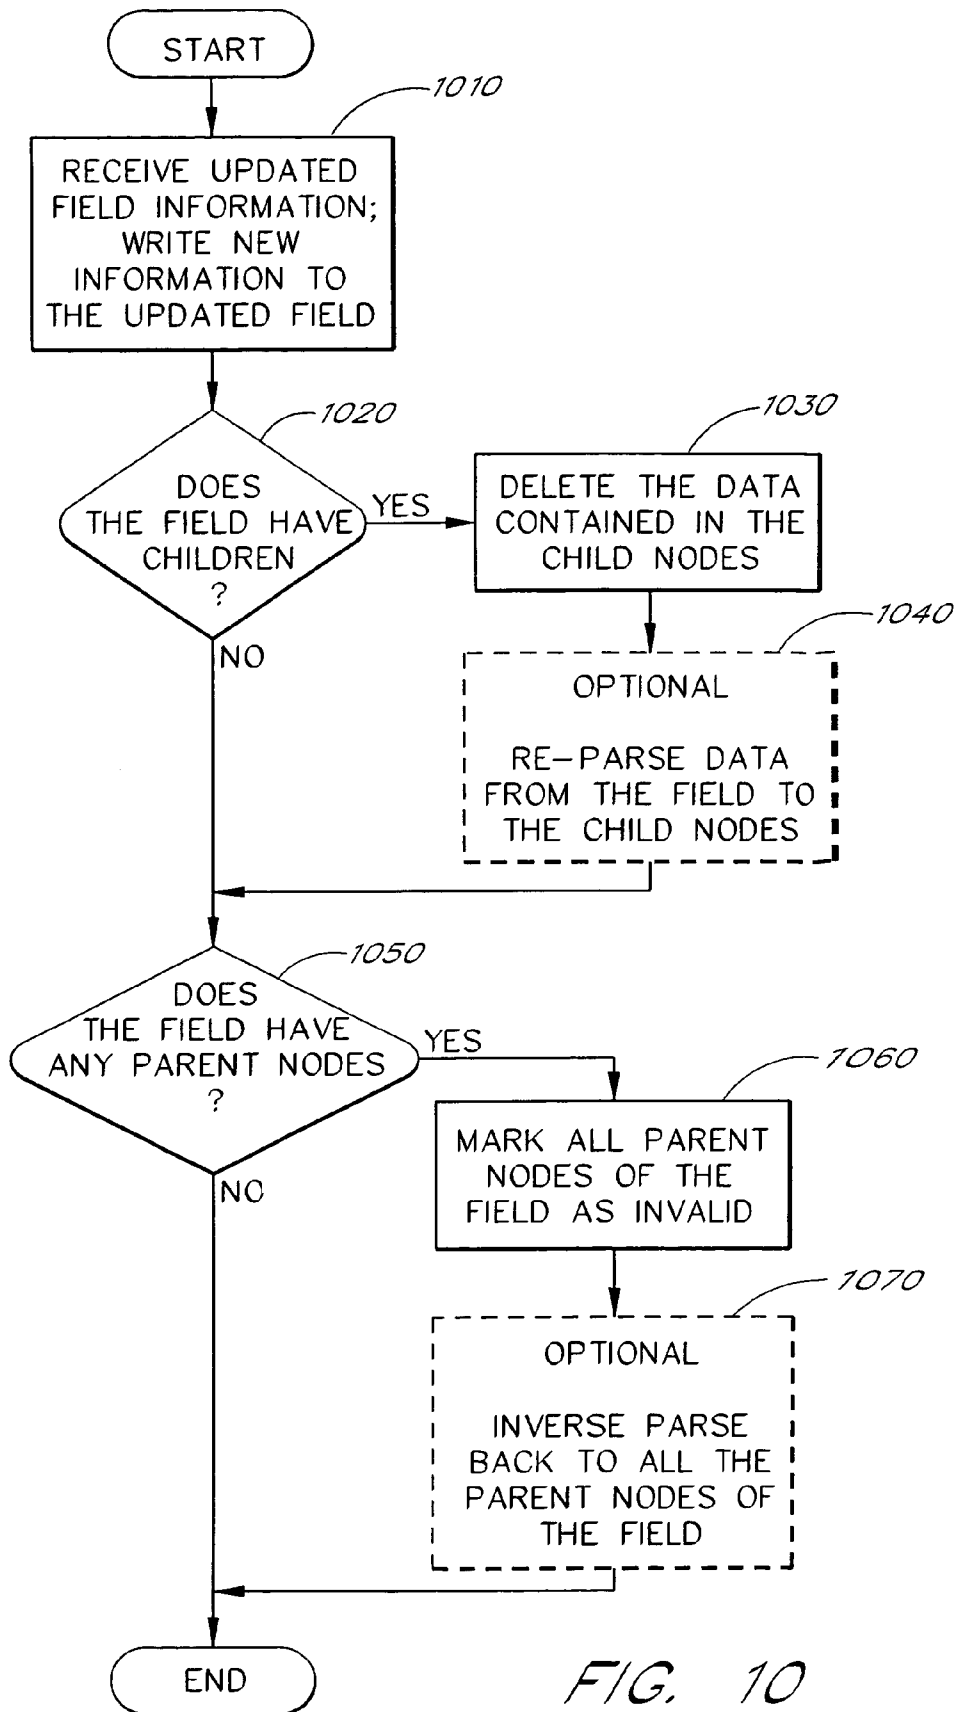 START
1010
RECEIVE UPDATED
FIELD INFORMATION;
WRITE NEW
INFORMATION TO
THE UPDATED FIELD
1020
DOES
THE FIELD HAVE
CHILDREN
?
YES
NO
1030
DELETE THE DATA
CONTAINED IN THE
CHILD NODES
1040
OPTIONAL
RE-PARSE DATA
FROM THE FIELD TO
THE CHILD NODES
1050
DOES
THE FIELD HAVE
ANY PARENT NODES
?
YES
NO
1060
MARK ALL PARENT
NODES OF THE
FIELD AS INVALID
1070
OPTIONAL
INVERSE PARSE
BACK TO ALL THE
PARENT NODES OF
THE FIELD
END
FIG. 10